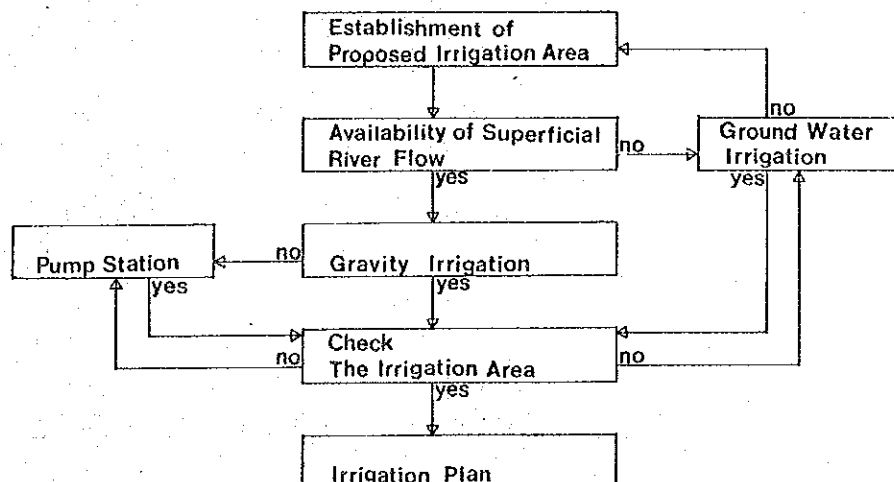 Establishment of
Proposed Irrigation Area
no
Availability of Superficial
River Flow
no
Ground Water
Irrigation
yes
yes
Pump Station
no
Gravity Irrigation
yes
yes
Check
The Irrigation Area
no
no
yes
Irrigation Plan